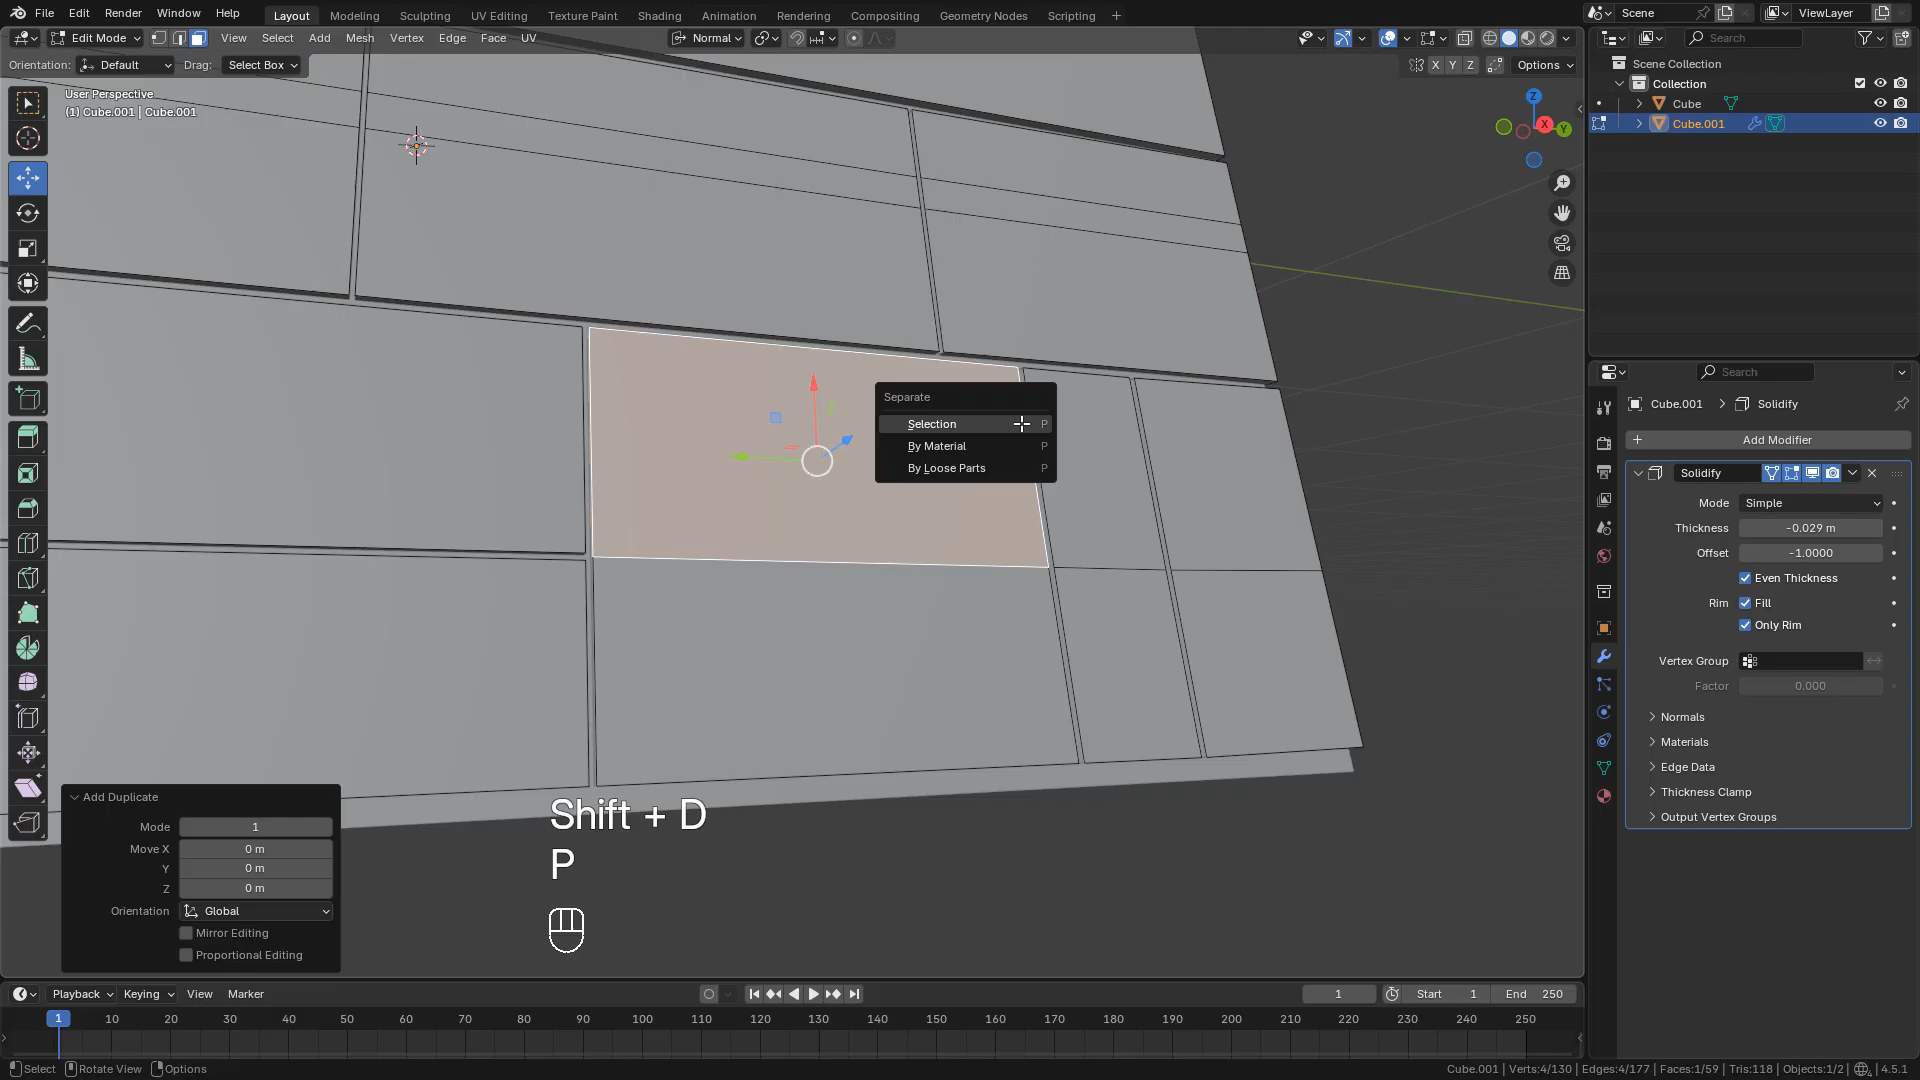 File Edit Render Window Help Layout Modeling Sculpting UV Editing Texture Paint Shading Animation Rendering Compositing Geometry Nodes Scripting + Scene ViewLayer
Edit Mode View Select Add Mesh Vertex Edge Face UV Normal Search
Orientation: Default Drag: Select Box X Y Z Options
Scene Collection
Collection
Cube
Cube.001
User Perspective
(1) Cube.001 | Cube.001
Z
X
Y
Separate
Selection P
By Material P
By Loose Parts P
Search
Cube.001 > Solidify
+ Add Modifier
Solidify
Mode Simple
Thickness -0.029 m
Offset -1.0000
Even Thickness
Rim Fill
Only Rim
Vertex Group
Factor 0.000
Normals
Materials
Edge Data
Thickness Clamp
Output Vertex Groups
Add Duplicate
Mode 1
Move X 0 m
Y 0 m
Z 0 m
Orientation Global
Mirror Editing
Proportional Editing
Shift + D
P
Playback Keying View Marker 1 Start 1 End 250
1 10 20 30 40 50 60 70 80 90 100 110 120 130 140 150 160 170 180 190 200 210 220 230 240 250
Select Rotate View Options Cube.001 | Verts:4/130 | Edges:4/177 | Faces:1/59 | Tris:118 | Objects:1/2 | 4.5.1